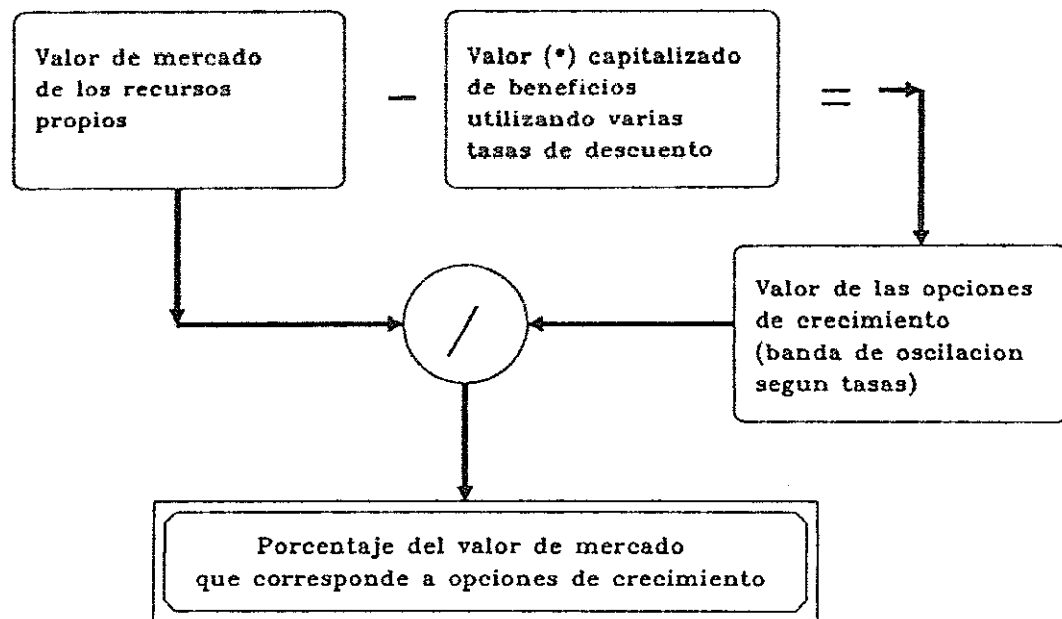 Valor de mercado
de los recursos
propios
−
Valor (*) capitalizado
de beneficios
utilizando varias
tasas de descuento
=
Valor de las opciones
de crecimiento
(banda de oscilacion
segun tasas)
/
Porcentaje del valor de mercado
que corresponde a opciones de crecimiento